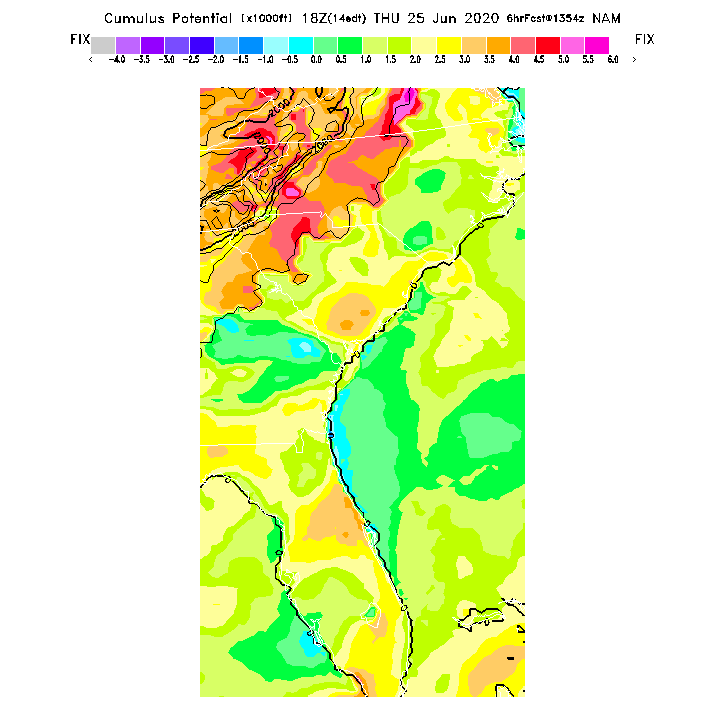 Cumulus Potential [x1000ft] 18Z(14edt) THU 25 Jun 2020 6hrFcst@1354z NAM
FIX FIX
< -4.0 -3.5 -3.0 -2.5 -2.0 -1.5 -1.0 -0.5 0.0 0.5 1.0 1.5 2.0 2.5 3.0 3.5 4.0 4.5 5.0 5.5 6.0 >
2000